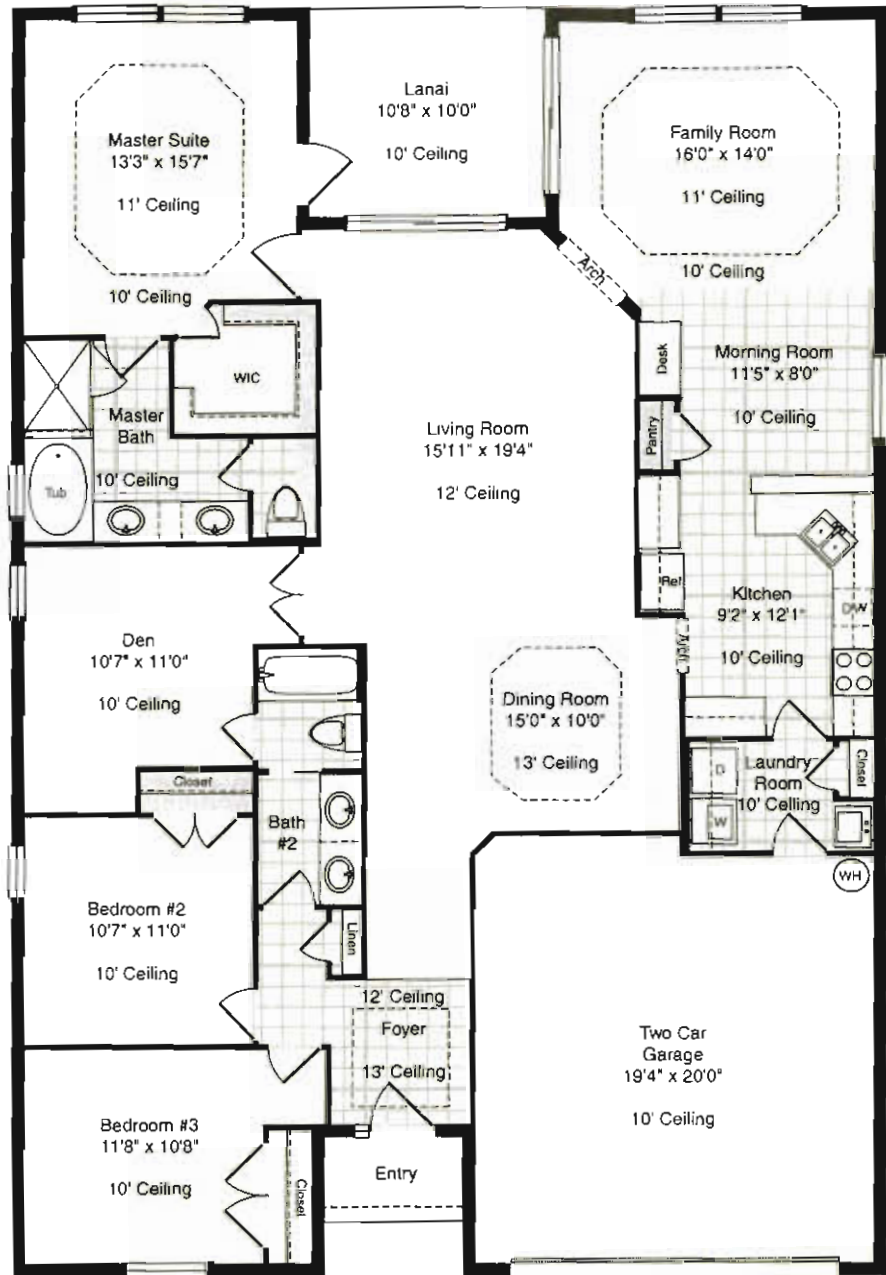 Lanai
10'8" x 10'0"
10' Ceiling
Master Suite
13'3" x 15'7"
11' Ceiling
10' Ceiling
Family Room
16'0" x 14'0"
11' Ceiling
10' Ceiling
Arch
WIC
Desk
Morning Room
11'5" x 8'0"
10' Ceiling
Master
Bath
10' Ceiling
Tub
Living Room
15'11" x 19'4"
12' Ceiling
Pantry
Ref
Kitchen
9'2" x 12'1"
10' Ceiling
DW
Arch
Den
10'7" x 11'0"
10' Ceiling
Dining Room
15'0" x 10'0"
13' Ceiling
Closet
D
Laundry
Room
10' Ceiling
Closet
W
WH
Bath
#2
Bedroom #2
10'7" x 11'0"
10' Ceiling
Linen
12' Ceiling
Foyer
13' Ceiling
Two Car
Garage
19'4" x 20'0"
10' Ceiling
Bedroom #3
11'8" x 10'8"
10' Ceiling
Closet
Entry